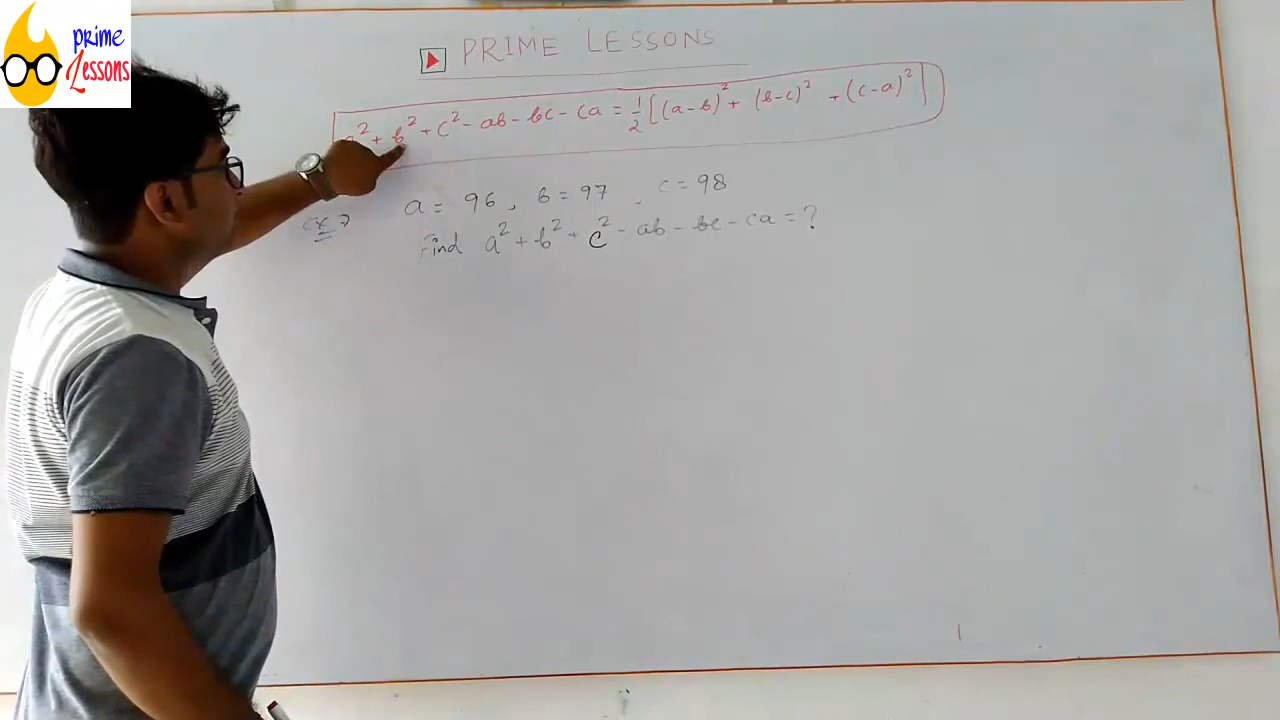 prime
Lessons
PRIME LESSONS
a² + b² + c² - ab - bc - ca = 1/2 [(a-b)² + (b-c)² + (c-a)²]
Ex→ a = 96, b = 97, c = 98
Find a² + b² + c² - ab - bc - ca = ?